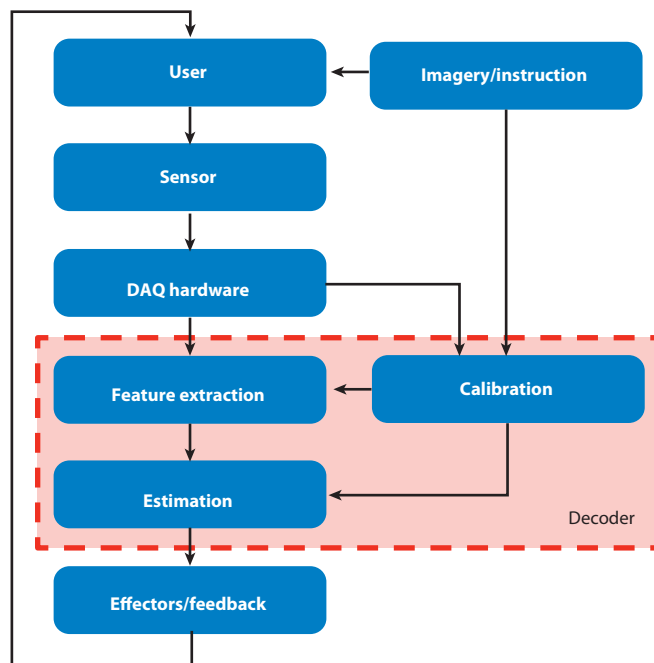 User
Imagery/instruction
Sensor
DAQ hardware
Feature extraction
Calibration
Estimation
Decoder
Effectors/feedback